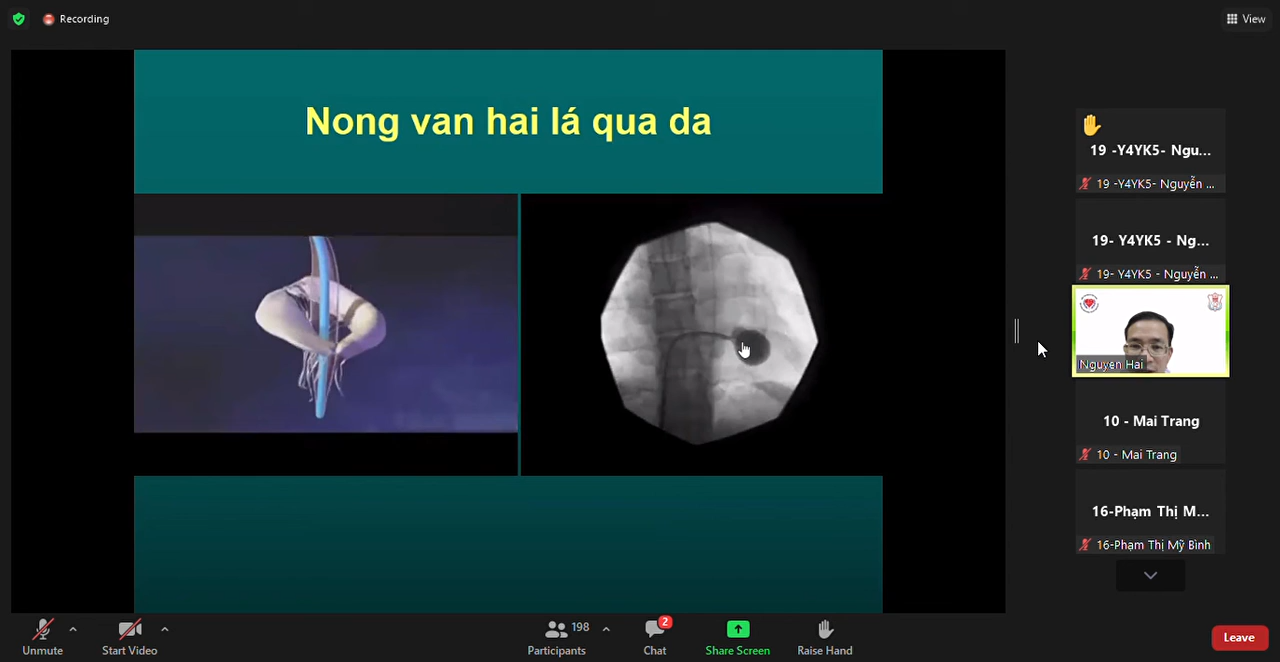 Recording
View
Nong van hai lá qua da
19 -Y4YK5- Ngu...
19 -Y4YK5- Nguyễn ...
19- Y4YK5 - Ng...
19- Y4YK5 - Nguyễn ...
Nguyen Hai
10 - Mai Trang
10 - Mai Trang
16-Phạm Thị M...
16-Phạm Thị Mỹ Bình
Unmute
Start Video
198
Participants
2
Chat
Share Screen
Raise Hand
Leave